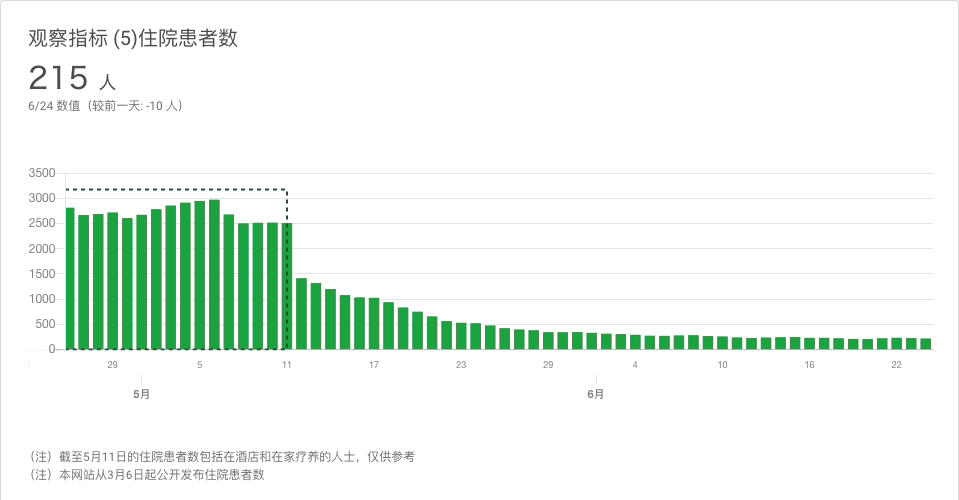 观察指标 (5)住院患者数
215 人
6/24 数值（较前一天: -10 人）
3500
3000
2500
2000
1500
1000
500
0
29 5 11 17 23 29 4 10 16 22
5月 6月
（注）截至5月11日的住院患者数包括在酒店和在家疗养的人士，仅供参考
（注）本网站从3月6日起公开发布住院患者数